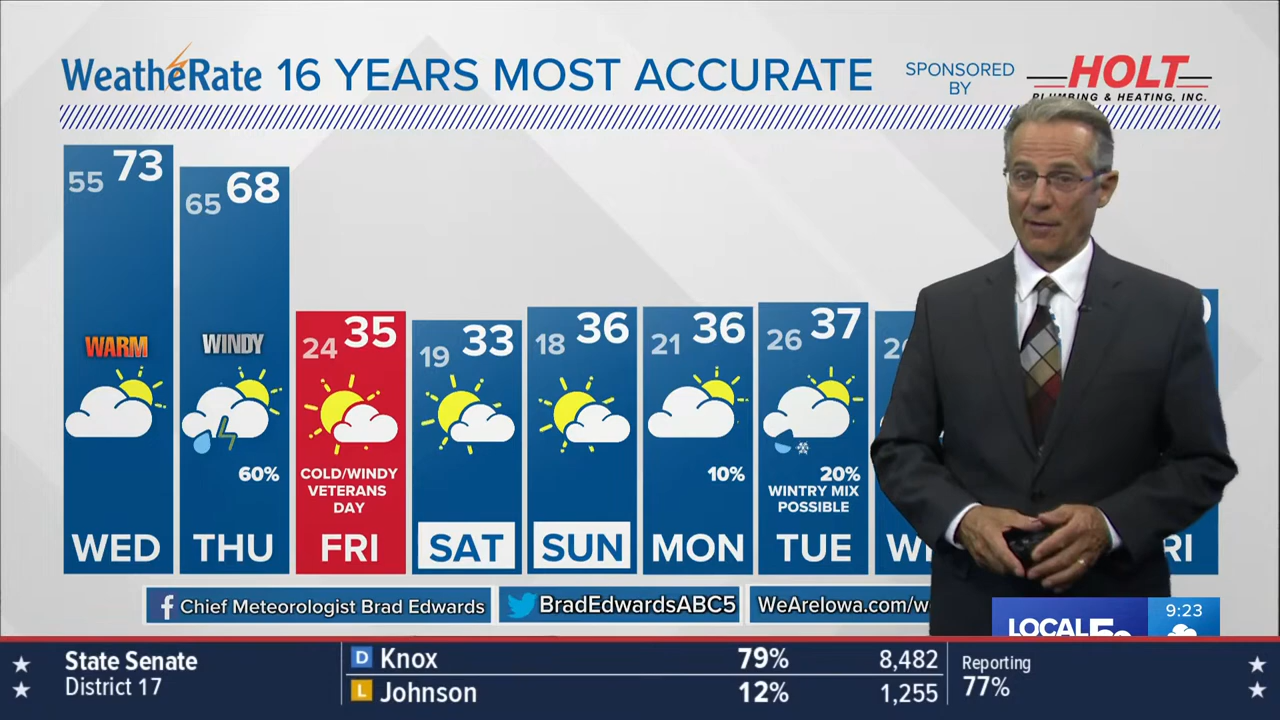 WeatheRate 16 YEARS MOST ACCURATE
SPONSORED
BY
HOLT
PLUMBING & HEATING, INC.
55 73
65 68
24 35
19 33
18 36
21 36
26 37
WARM
WINDY
60%
COLD/WINDY
VETERANS
DAY
10%
20%
WINTRY MIX
POSSIBLE
WED
THU
FRI
SAT
SUN
MON
TUE
f Chief Meteorologist Brad Edwards
BradEdwardsABC5
WeAreIowa.com/w
LOCAL 5
9:23
State Senate
District 17
D Knox 79% 8,482
L Johnson 12% 1,255
Reporting
77%